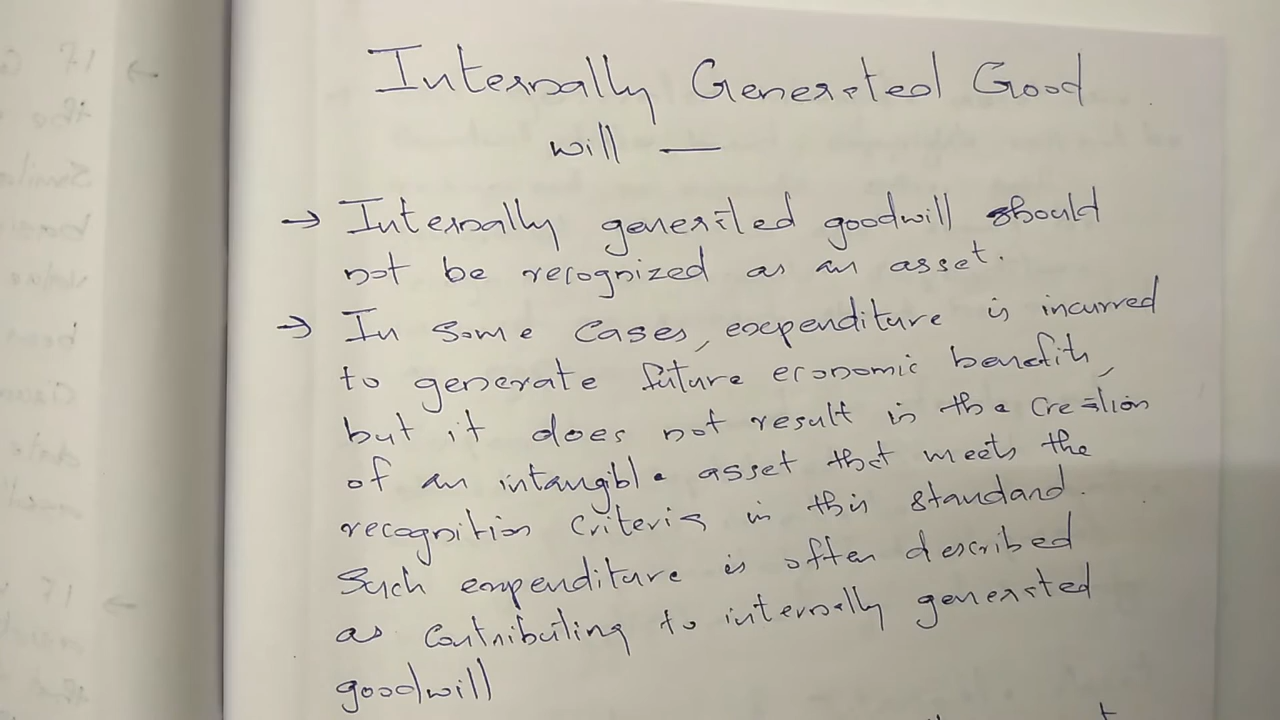 Internally Generated Good
will —
→ Internally generated goodwill should
not be recognized as an asset.
→ In some cases, expenditure is incurred
to generate future economic benefits,
but it does not result in the creation
of an intangible asset that meets the
recognition criteria in this standard.
Such expenditure is often described
as contributing to internally generated
goodwill